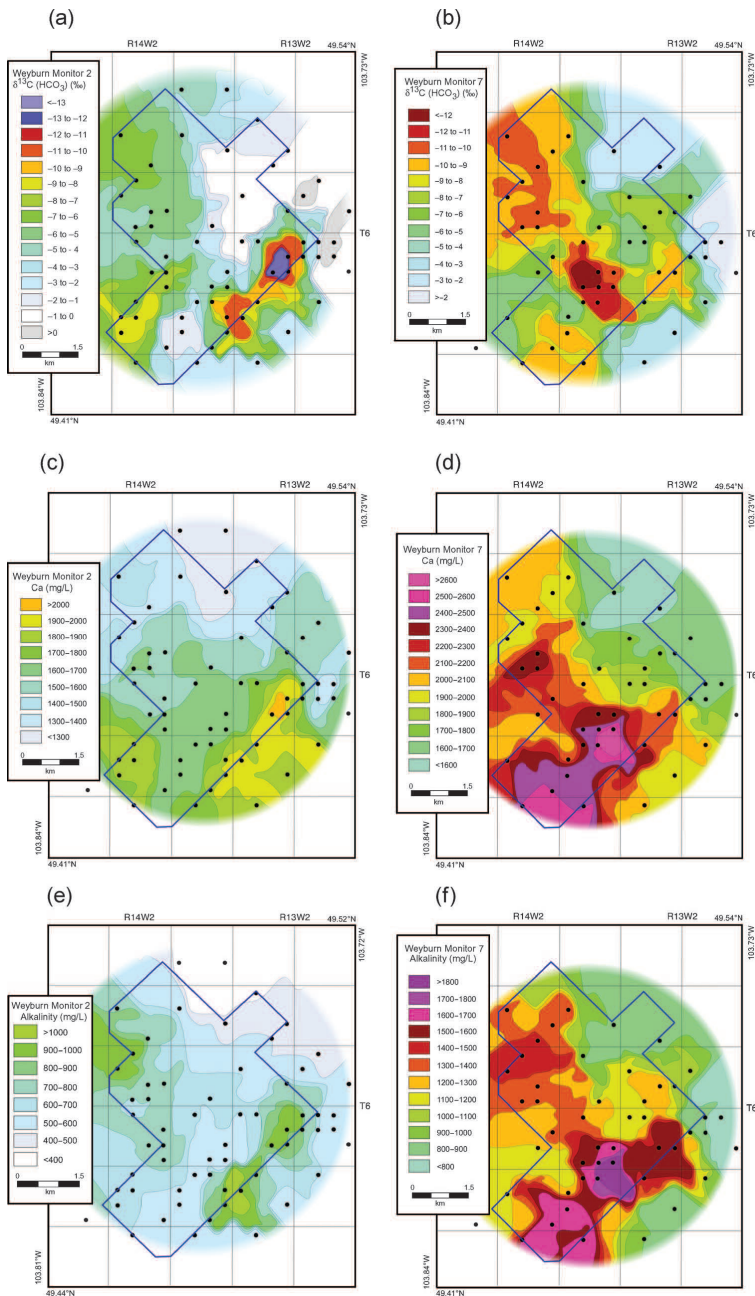 (a)
R14W2
R13W2
49.54°N
103.73°W
Weyburn Monitor 2
δ¹³C (HCO₃) (‰)
<–13
–13 to –12
–12 to –11
–11 to –10
–10 to –9
–9 to –8
–8 to –7
–7 to –6
–6 to –5
–5 to –4
–4 to –3
–3 to –2
–2 to –1
–1 to 0
>0
0 1.5
km
T6
103.84°W
49.41°N
(b)
R14W2
R13W2
49.54°N
103.73°W
Weyburn Monitor 7
δ¹³C (HCO₃) (‰)
<–12
–12 to –11
–11 to –10
–10 to –9
–9 to –8
–8 to –7
–7 to –6
–6 to –5
–5 to –4
–4 to –3
–3 to –2
>–2
0 1.5
km
T6
103.84°W
49.41°N
(c)
R14W2
R13W2
49.54°N
103.73°W
Weyburn Monitor 2
Ca (mg/L)
>2000
1900–2000
1800–1900
1700–1800
1600–1700
1500–1600
1400–1500
1300–1400
<1300
0 1.5
km
T6
103.84°W
49.41°N
(d)
R14W2
R13W2
49.54°N
103.73°W
Weyburn Monitor 7
Ca (mg/L)
>2600
2500–2600
2400–2500
2300–2400
2200–2300
2100–2200
2000–2100
1900–2000
1800–1900
1700–1800
1600–1700
<1600
0 1.5
km
T6
103.84°W
49.41°N
(e)
R14W2
R13W2
49.52°N
103.72°W
Weyburn Monitor 2
Alkalinity (mg/L)
>1000
900–1000
800–900
700–800
600–700
500–600
400–500
<400
0 1.5
km
T6
103.81°W
49.44°N
(f)
R14W2
R13W2
49.54°N
103.73°W
Weyburn Monitor 7
Alkalinity (mg/L)
>1800
1700–1800
1600–1700
1500–1600
1400–1500
1300–1400
1200–1300
1100–1200
1000–1100
900–1000
800–900
<800
0 1.5
km
T6
103.84°W
49.41°N